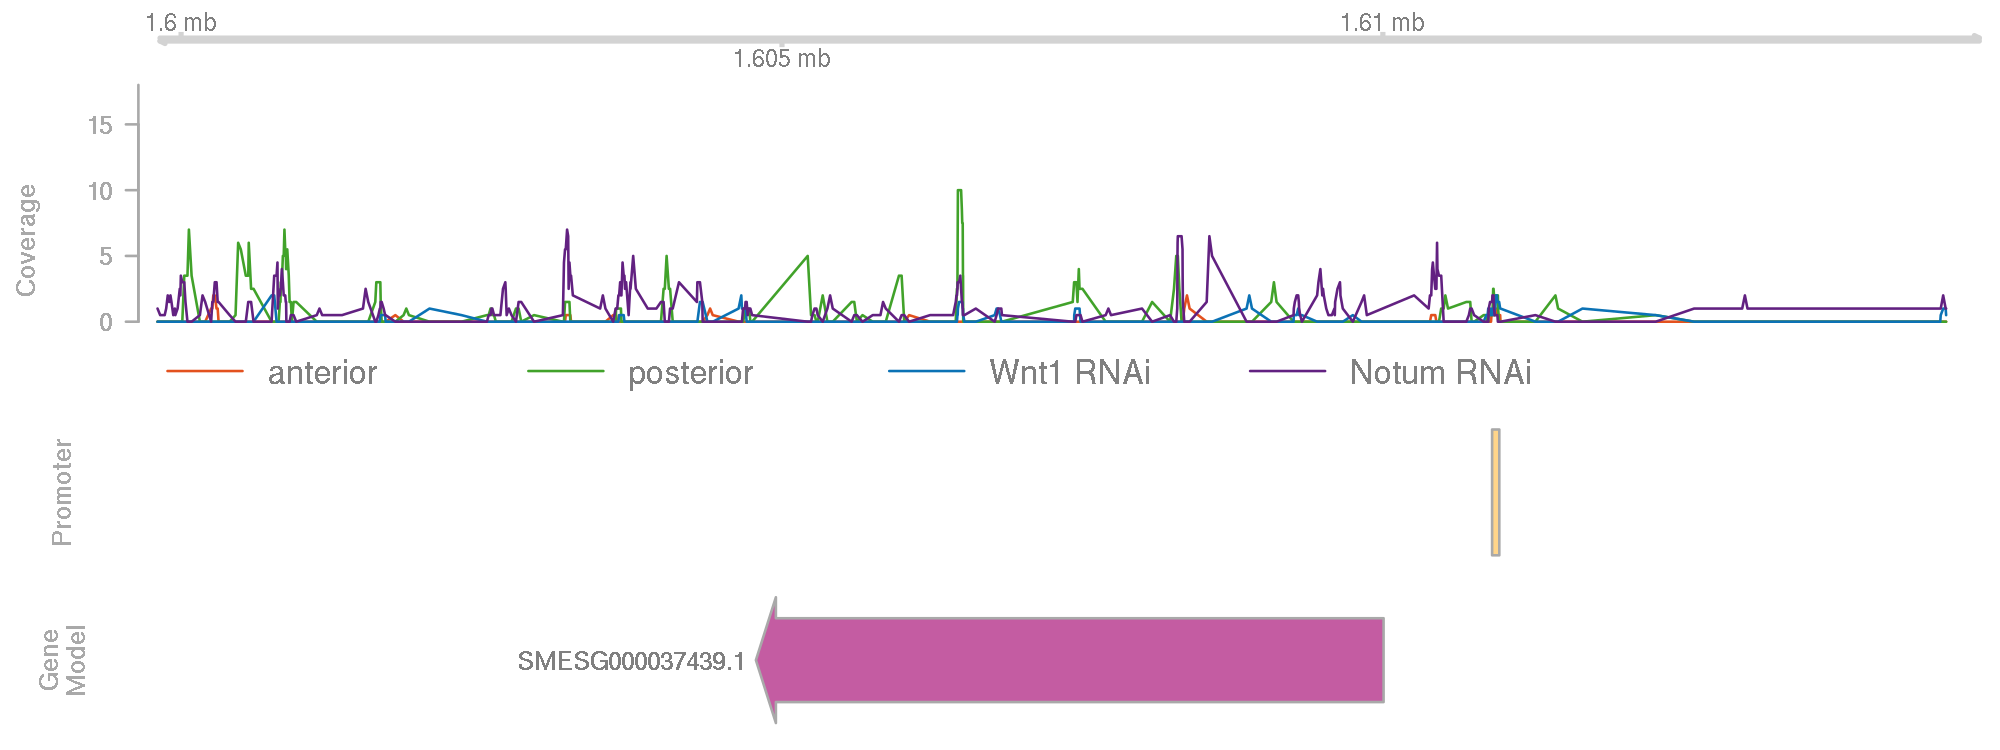 1.6 mb
1.61 mb
1.605 mb
Coverage
15
10
5
0
anterior
posterior
Wnt1 RNAi
Notum RNAi
Promoter
Gene
Model
SMESG000037439.1